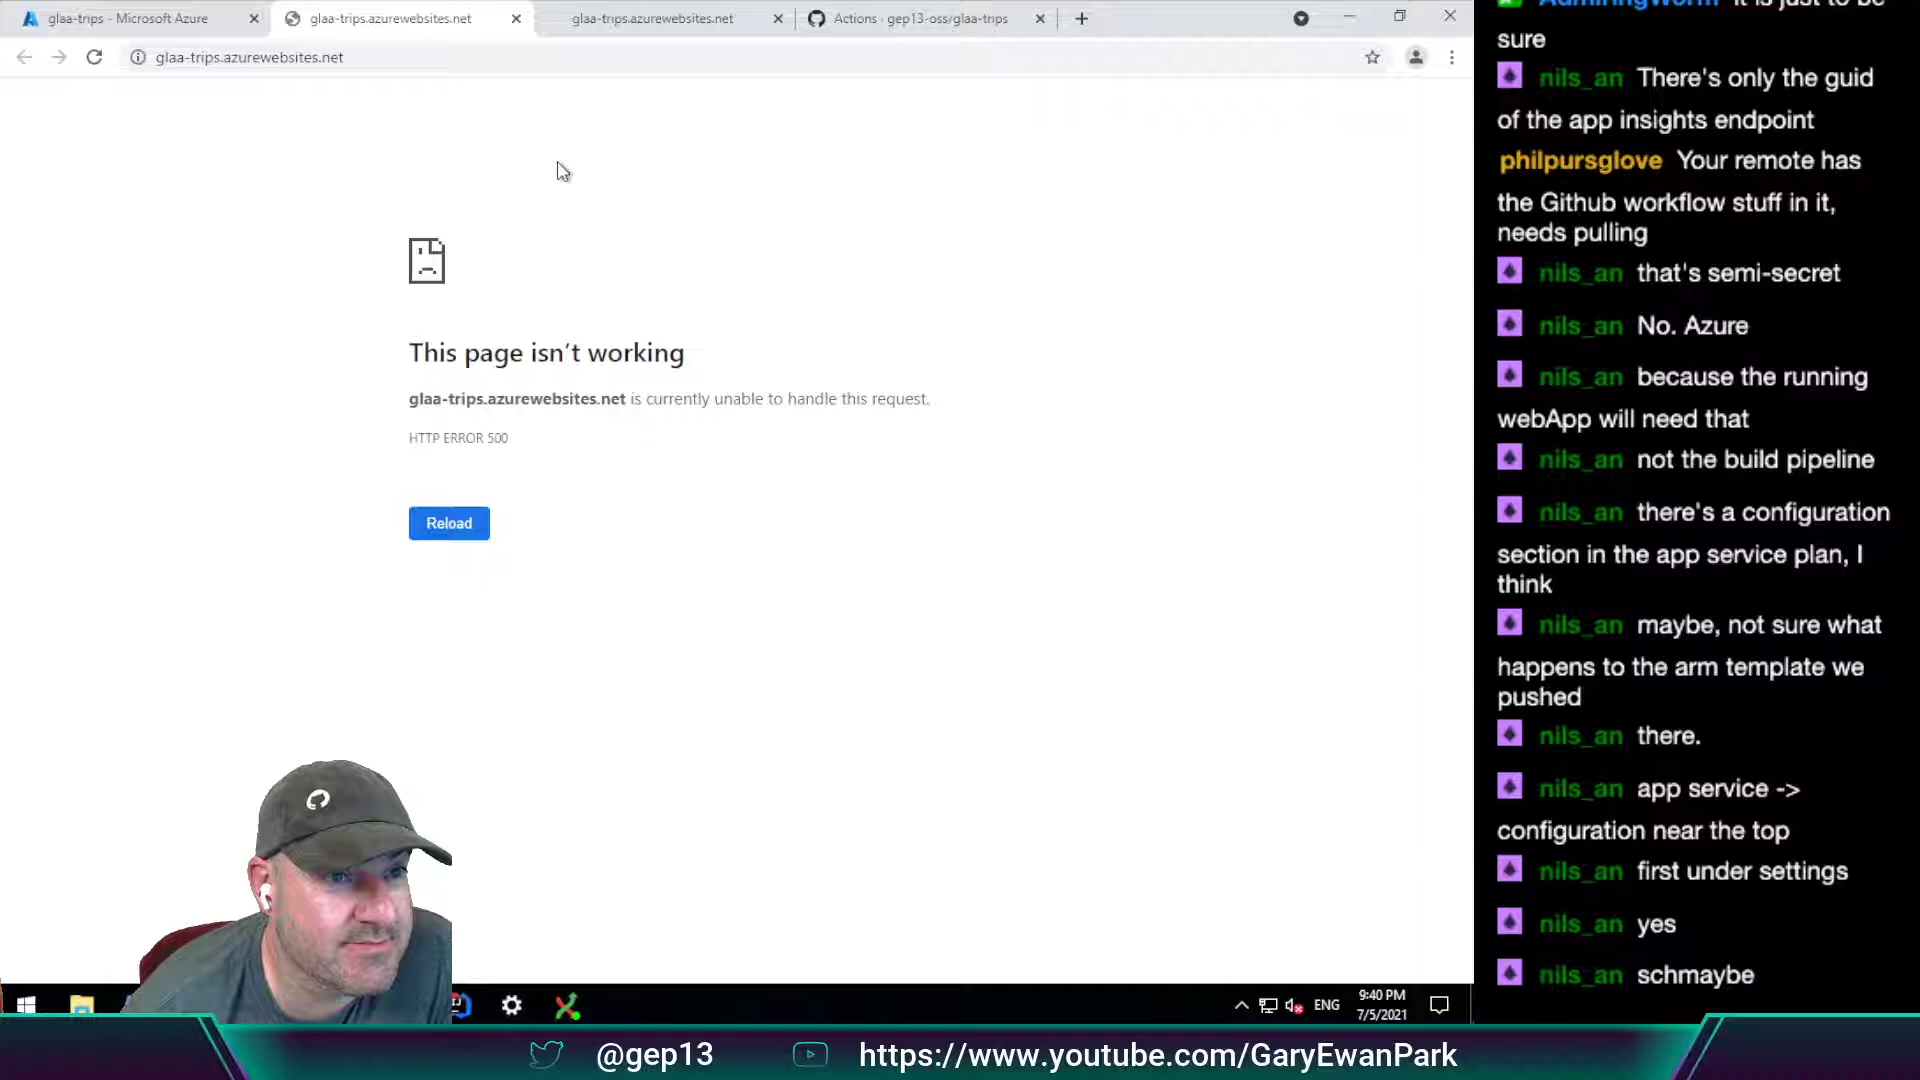 glaa-trips - Microsoft Azure
glaa-trips.azurewebsites.net
glaa-trips.azurewebsites.net
Actions · gep13-oss/glaa-trips
glaa-trips.azurewebsites.net
This page isn't working
glaa-trips.azurewebsites.net is currently unable to handle this request.
HTTP ERROR 500
Reload
AdmiringWorm It is just to be
sure
nils_an There's only the guid
of the app insights endpoint
philpursglove Your remote has
the Github workflow stuff in it,
needs pulling
nils_an that's semi-secret
nils_an No. Azure
nils_an because the running
webApp will need that
nils_an not the build pipeline
nils_an there's a configuration
section in the app service plan, I
think
nils_an maybe, not sure what
happens to the arm template we
pushed
nils_an there.
nils_an app service ->
configuration near the top
nils_an first under settings
nils_an yes
nils_an schmaybe
ENG
9:40 PM
7/5/2021
@gep13
https://www.youtube.com/GaryEwanPark